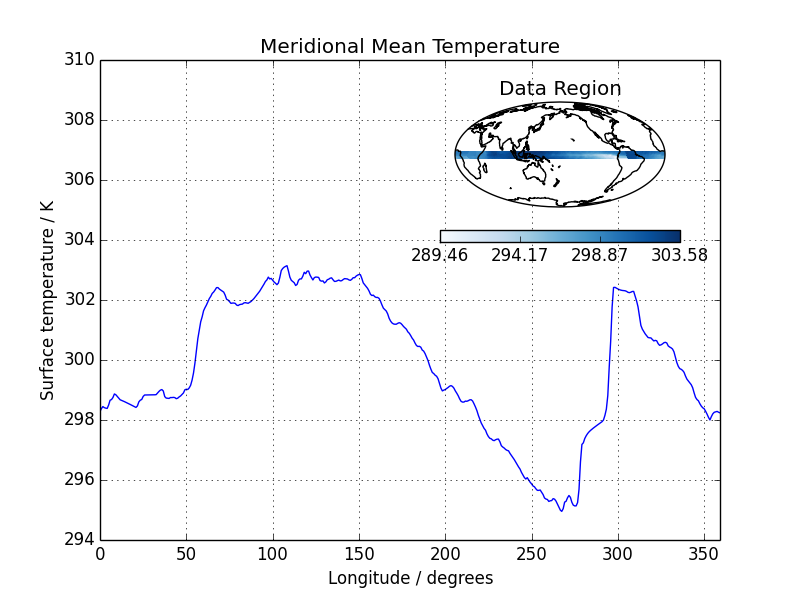 Meridional Mean Temperature
310
308
306
304
302
300
298
296
294
Surface temperature / K
Data Region
289.46 294.17 298.87 303.58
0 50 100 150 200 250 300 350
Longitude / degrees